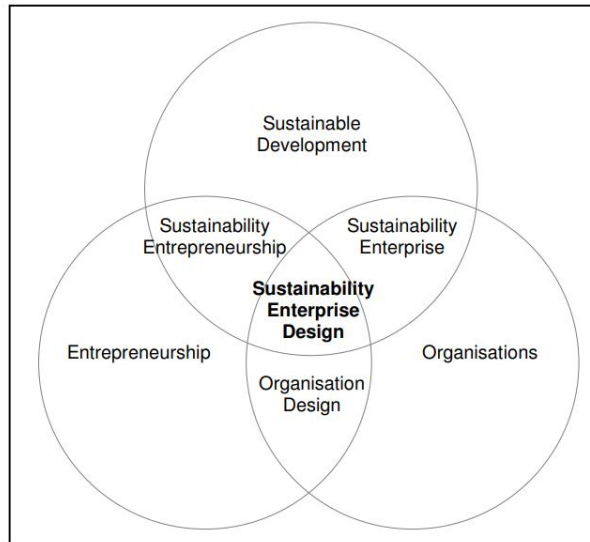 Sustainable
Development
Sustainability
Entrepreneurship
Sustainability
Enterprise
Sustainability
Enterprise
Design
Entrepreneurship
Organisations
Organisation
Design